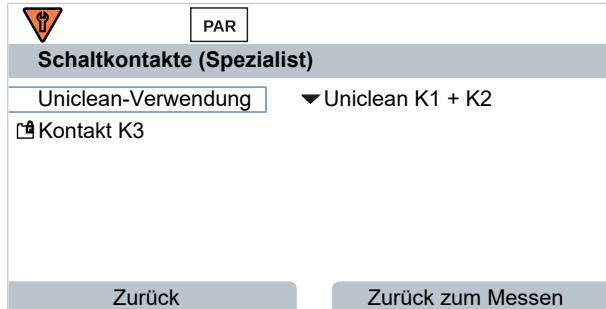 PAR
Schaltkontakte (Spezialist)
Uniclean-Verwendung Uniclean K1 + K2
Kontakt K3
Zurück Zurück zum Messen